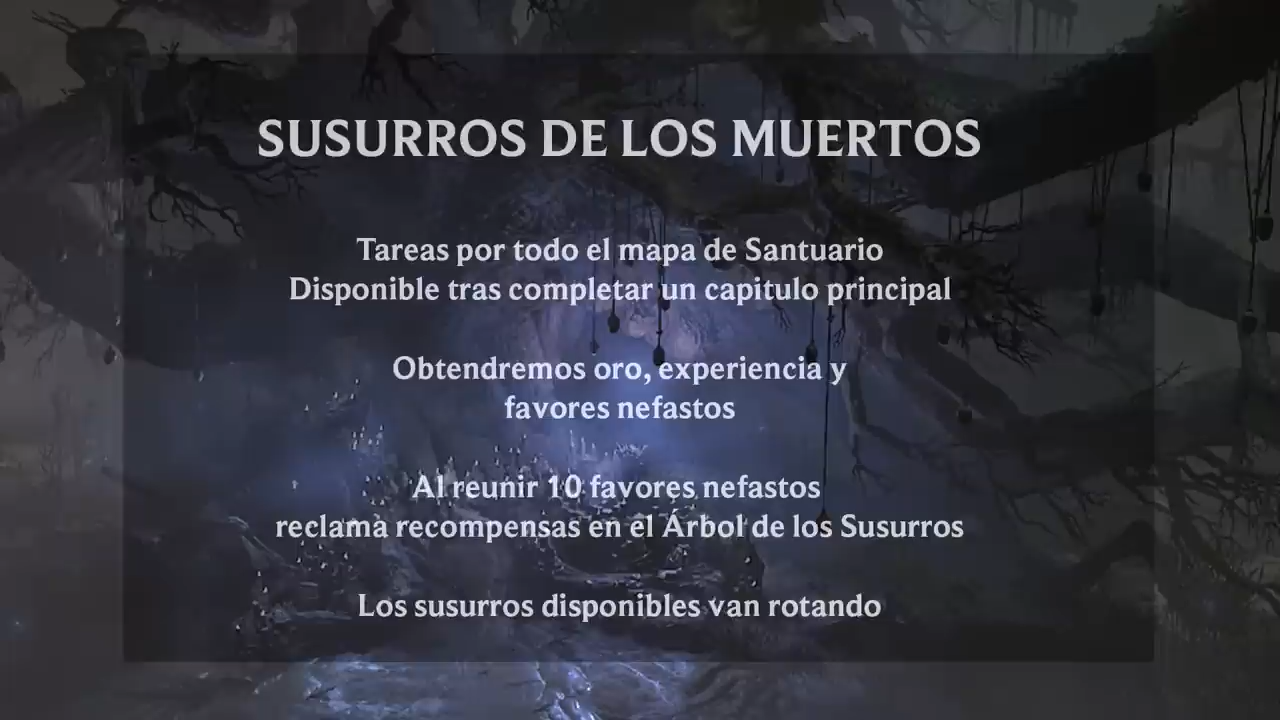 SUSURROS DE LOS MUERTOS
Tareas por todo el mapa de Santuario
Disponible tras completar un capitulo principal
Obtendremos oro, experiencia y
favores nefastos
Al reunir 10 favores nefastos
reclama recompensas en el Árbol de los Susurros
Los susurros disponibles van rotando